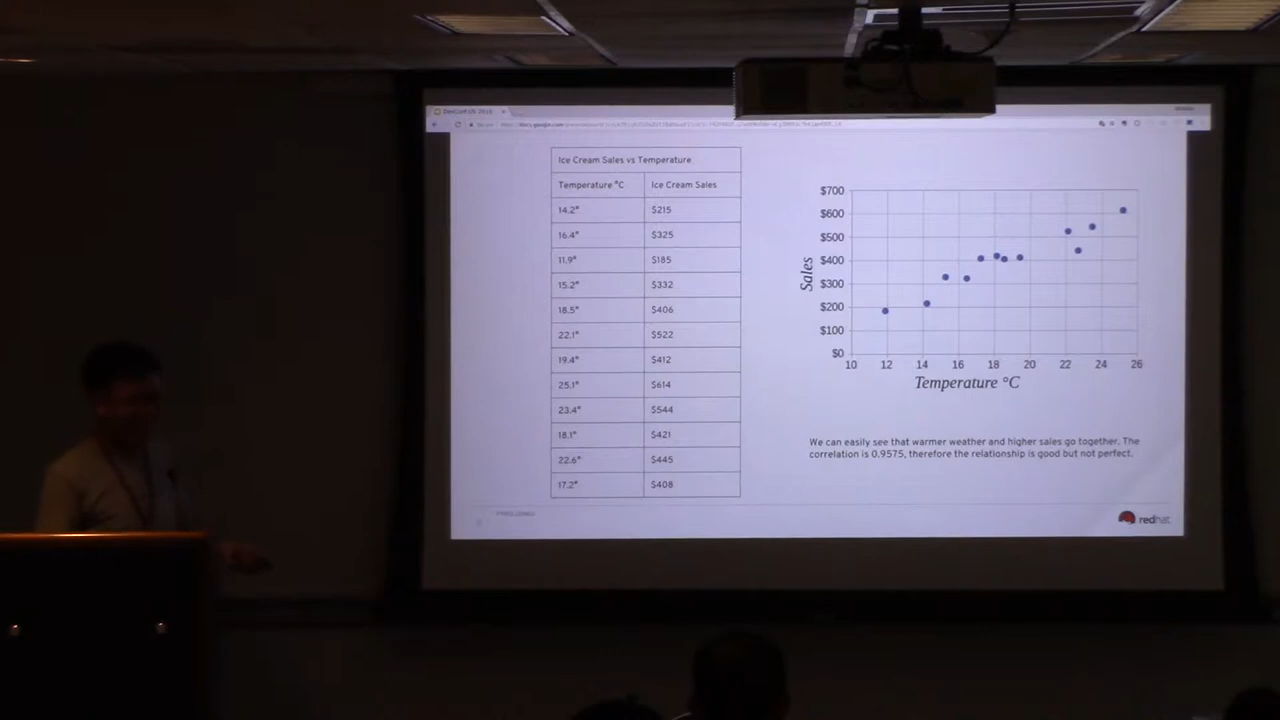 DevConf.US 2018
Ice Cream Sales vs Temperature
Temperature °C Ice Cream Sales
14.2° $215
16.4° $325
11.9° $185
15.2° $332
18.5° $406
22.1° $522
19.4° $412
25.1° $614
23.4° $544
18.1° $421
22.6° $445
17.2° $408
$700
$600
$500
$400
$300
$200
$100
$0
Sales
10 12 14 16 18 20 22 24 26
Temperature °C
We can easily see that warmer weather and higher sales go together. The
correlation is 0.9575, therefore the relationship is good but not perfect.
redhat